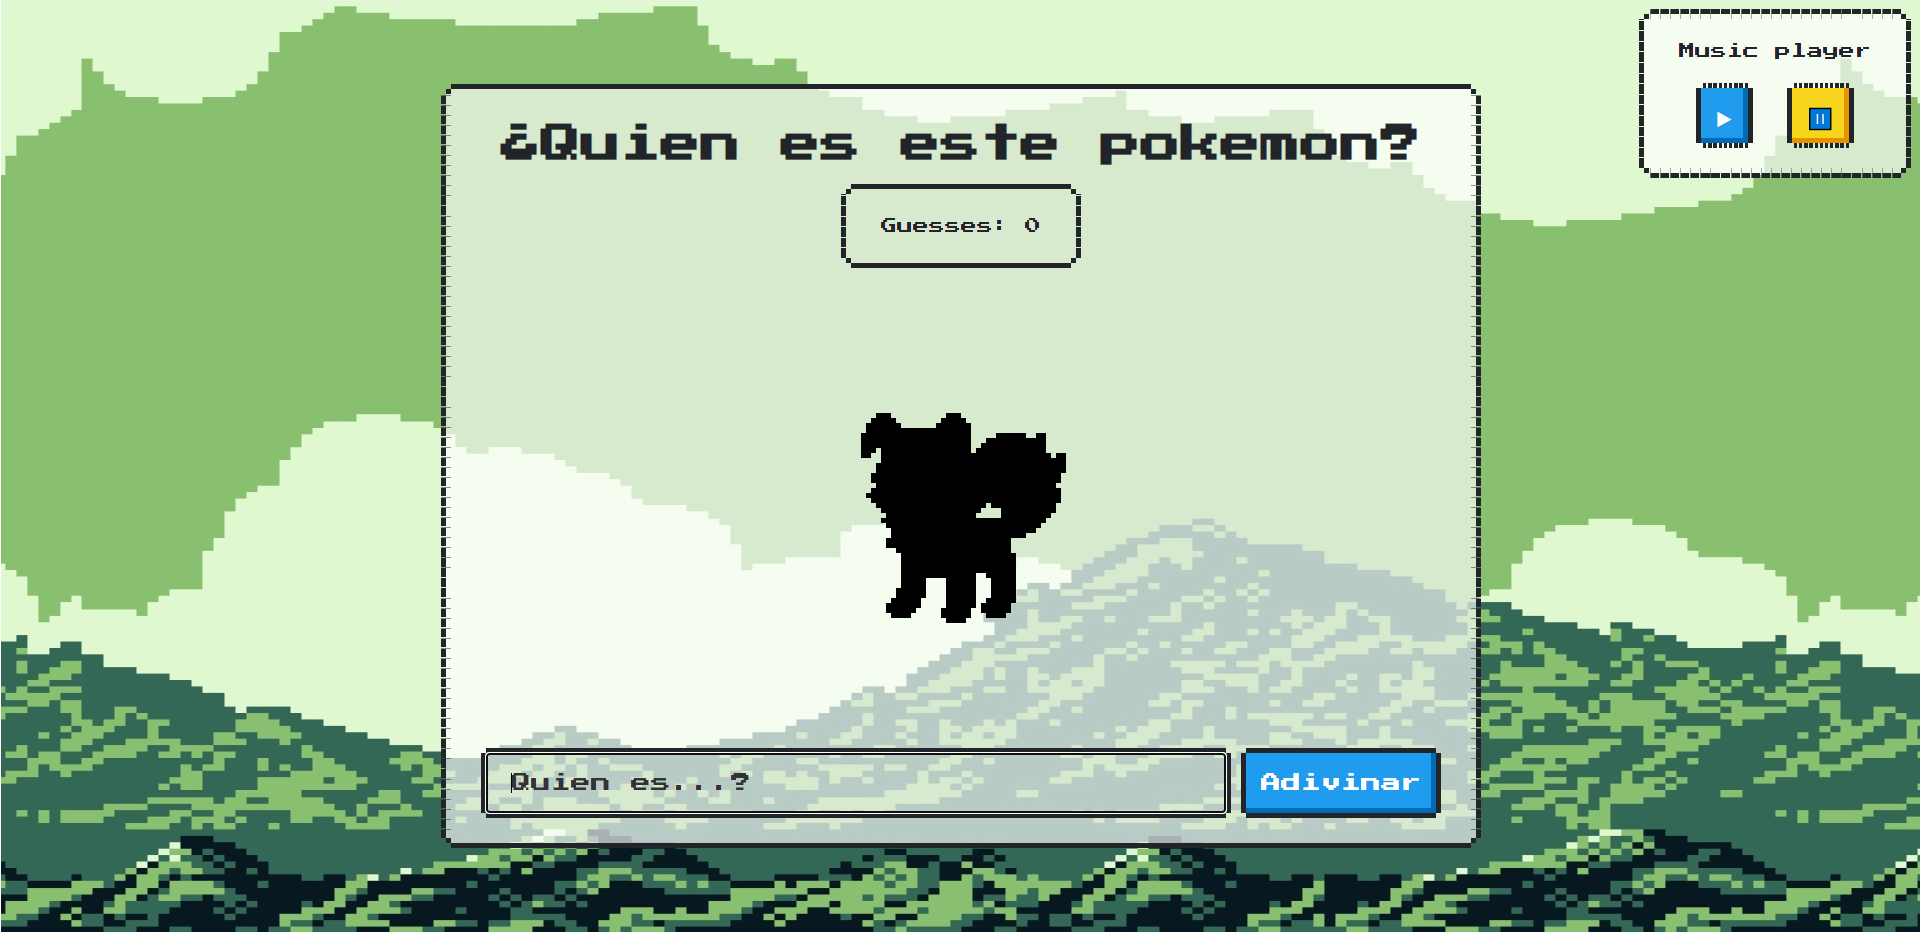 Music player
¿Quien es este pokemon?
Guesses: 0
Quien es...?
Adivinar